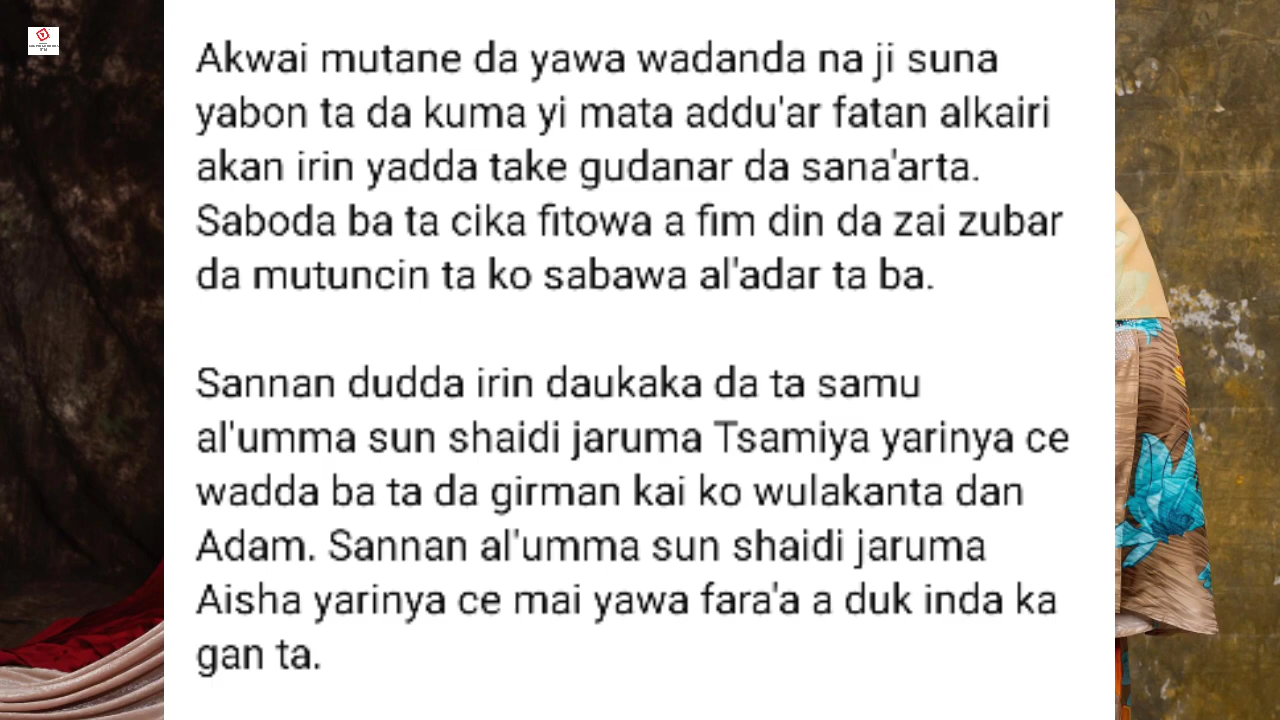 Akwai mutane da yawa wadanda na ji suna
yabon ta da kuma yi mata addu'ar fatan alkairi
akan irin yadda take gudanar da sana'arta.
Saboda ba ta cika fitowa a fim din da zai zubar
da mutuncin ta ko sabawa al'adar ta ba.
Sannan dudda irin daukaka da ta samu
al'umma sun shaidi jaruma Tsamiya yarinya ce
wadda ba ta da girman kai ko wulakanta dan
Adam. Sannan al'umma sun shaidi jaruma
Aisha yarinya ce mai yawa fara'a a duk inda ka
gan ta.